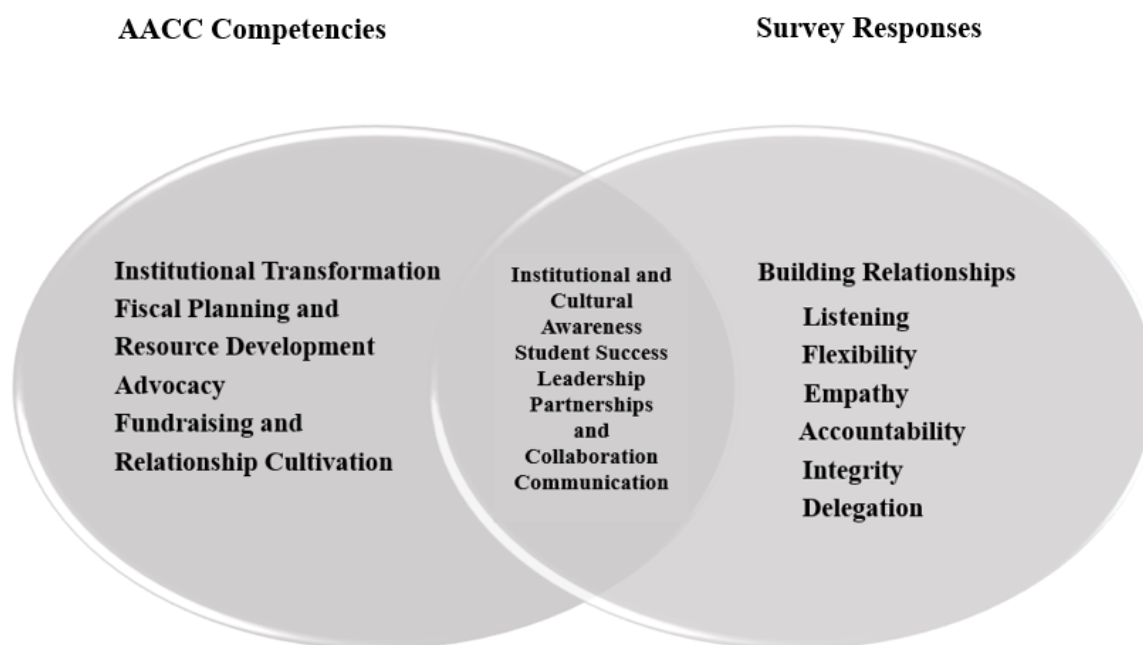 AACC Competencies
Survey Responses
Institutional Transformation
Fiscal Planning and
Resource Development
Advocacy
Fundraising and
Relationship Cultivation
Institutional and
Cultural
Awareness
Student Success
Leadership
Partnerships
and
Collaboration
Communication
Building Relationships
Listening
Flexibility
Empathy
Accountability
Integrity
Delegation